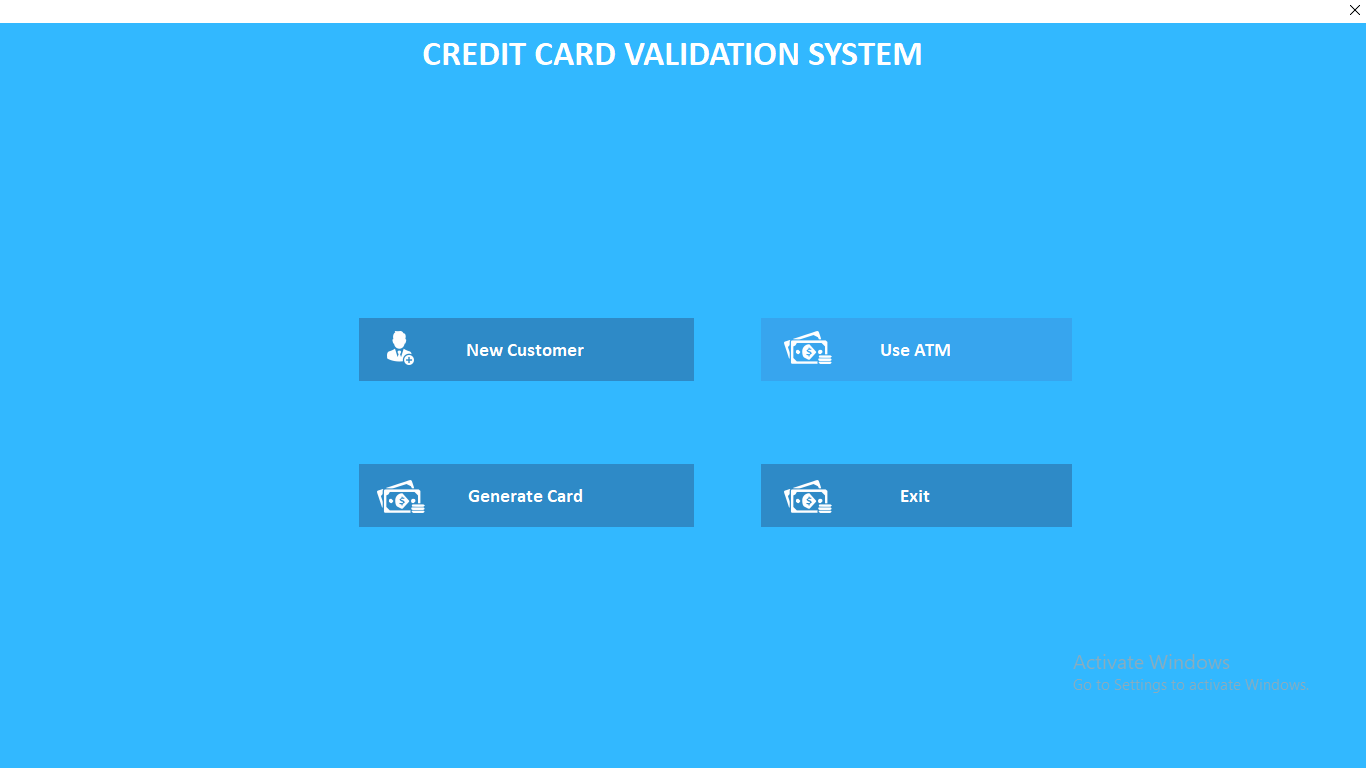 CREDIT CARD VALIDATION SYSTEM
New Customer
Use ATM
Generate Card
Exit
Activate Windows
Go to Settings to activate Windows.